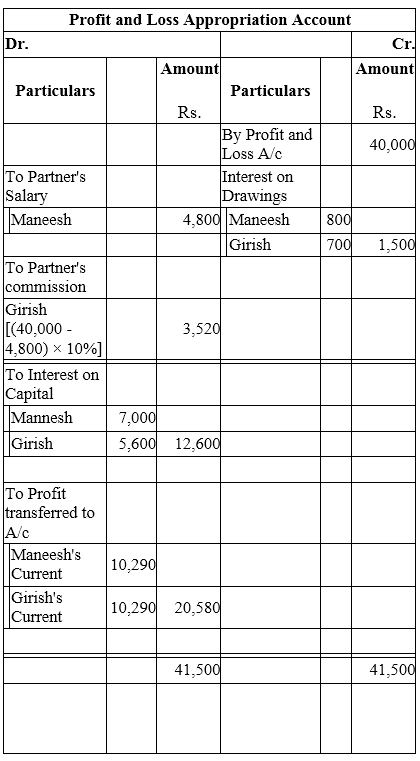 Profit and Loss Appropriation Account
Dr. Cr.
Particulars Amount Rs. Particulars Amount Rs.
By Profit and
Loss A/c 40,000
To Partner's Interest on
Salary Drawings
Maneesh 4,800 Maneesh 800
Girish 700 1,500
To Partner's
commission
Girish
[(40,000 -
4,800) × 10%] 3,520
To Interest on
Capital
Mannesh 7,000
Girish 5,600 12,600
To Profit
transferred to
A/c
Maneesh's
Current 10,290
Girish's
Current 10,290 20,580
41,500 41,500